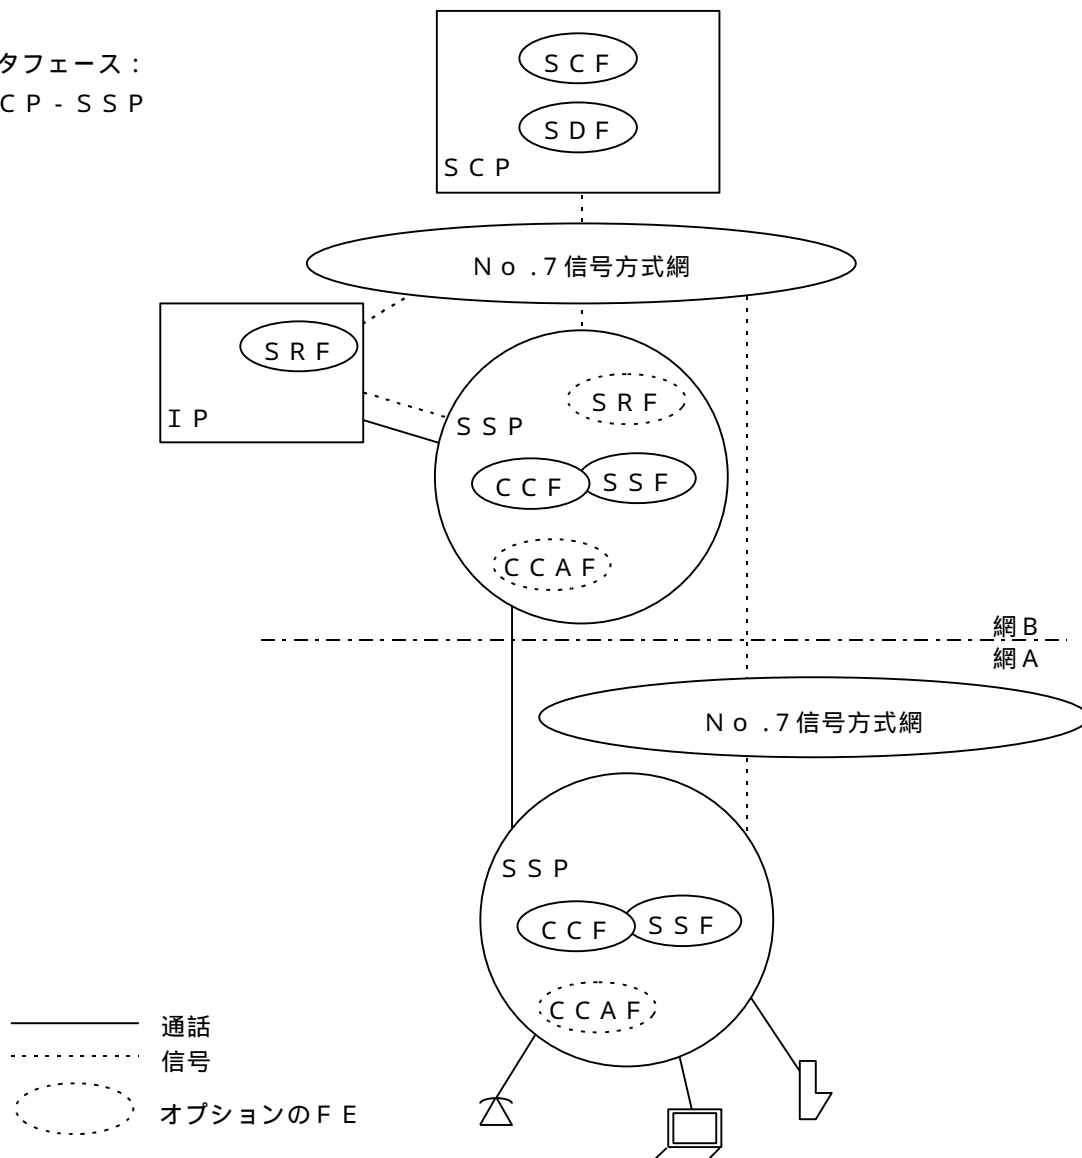 タフェース：
ＣＰ-ＳＳＰ
ＳＣＦ
ＳＤＦ
ＳＣＰ
Ｎｏ.７信号方式網
ＳＲＦ
ＩＰ
ＳＲＦ
ＳＳＰ
ＣＣＦ
ＳＳＦ
ＣＣＡＦ
網Ｂ
網Ａ
Ｎｏ.７信号方式網
ＳＳＰ
ＣＣＦ
ＳＳＦ
ＣＣＡＦ
通話
信号
オプションのＦＥ